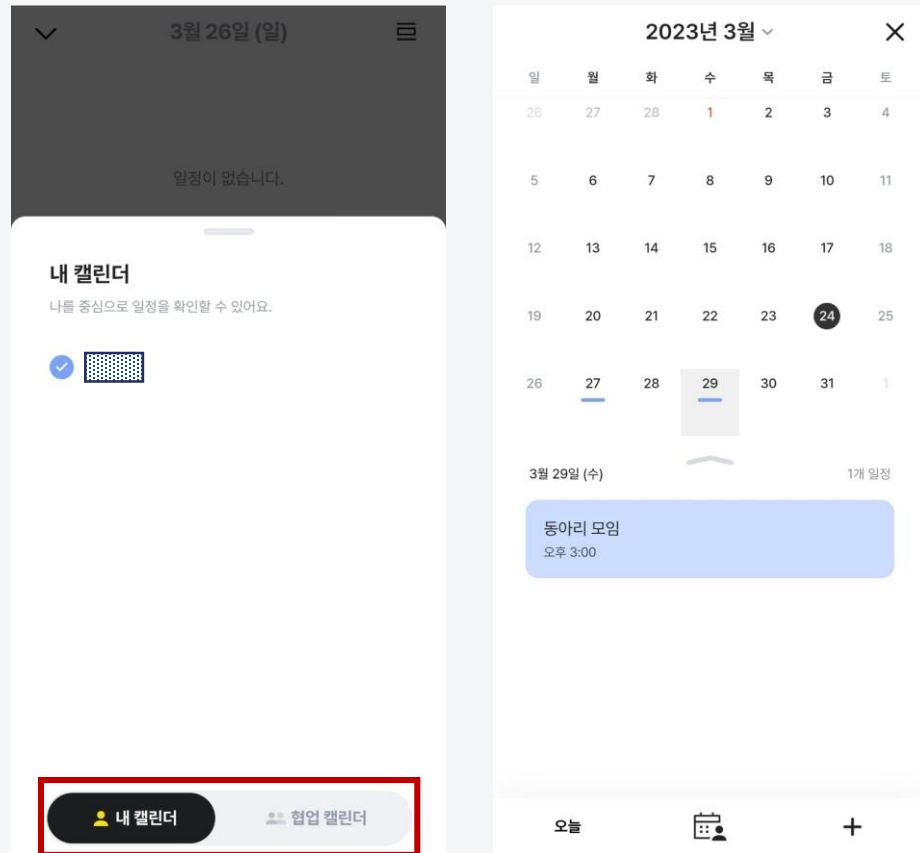 3월 26일 (일)
일정이 없습니다.
내 캘린더
나를 중심으로 일정을 확인할 수 있어요.
내 캘린더
협업 캘린더
2023년 3월
일 월 화 수 목 금 토
26 27 28 1 2 3 4
5 6 7 8 9 10 11
12 13 14 15 16 17 18
19 20 21 22 23 24 25
26 27 28 29 30 31 1
3월 29일 (수) 1개 일정
동아리 모임
오후 3:00
오늘